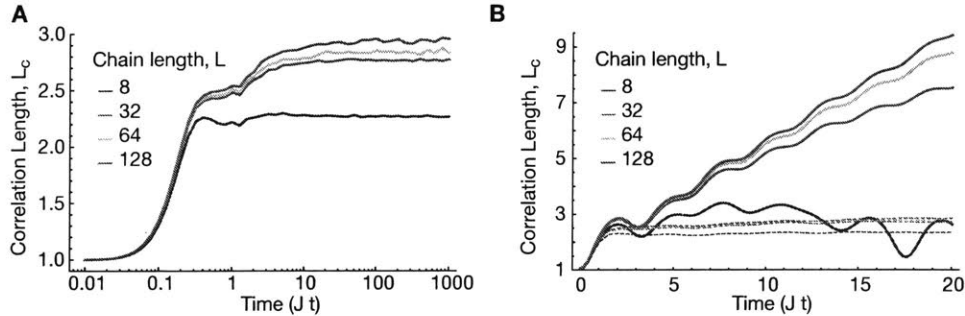 A
Correlation Length, L_c
3.0
2.5
2.0
1.5
1.0
Chain length, L
8
32
64
128
0.01 0.1 1 10 100 1000
Time (J t)
B
Correlation Length, L_c
9
7
5
3
1
Chain length, L
8
32
64
128
0 5 10 15 20
Time (J t)